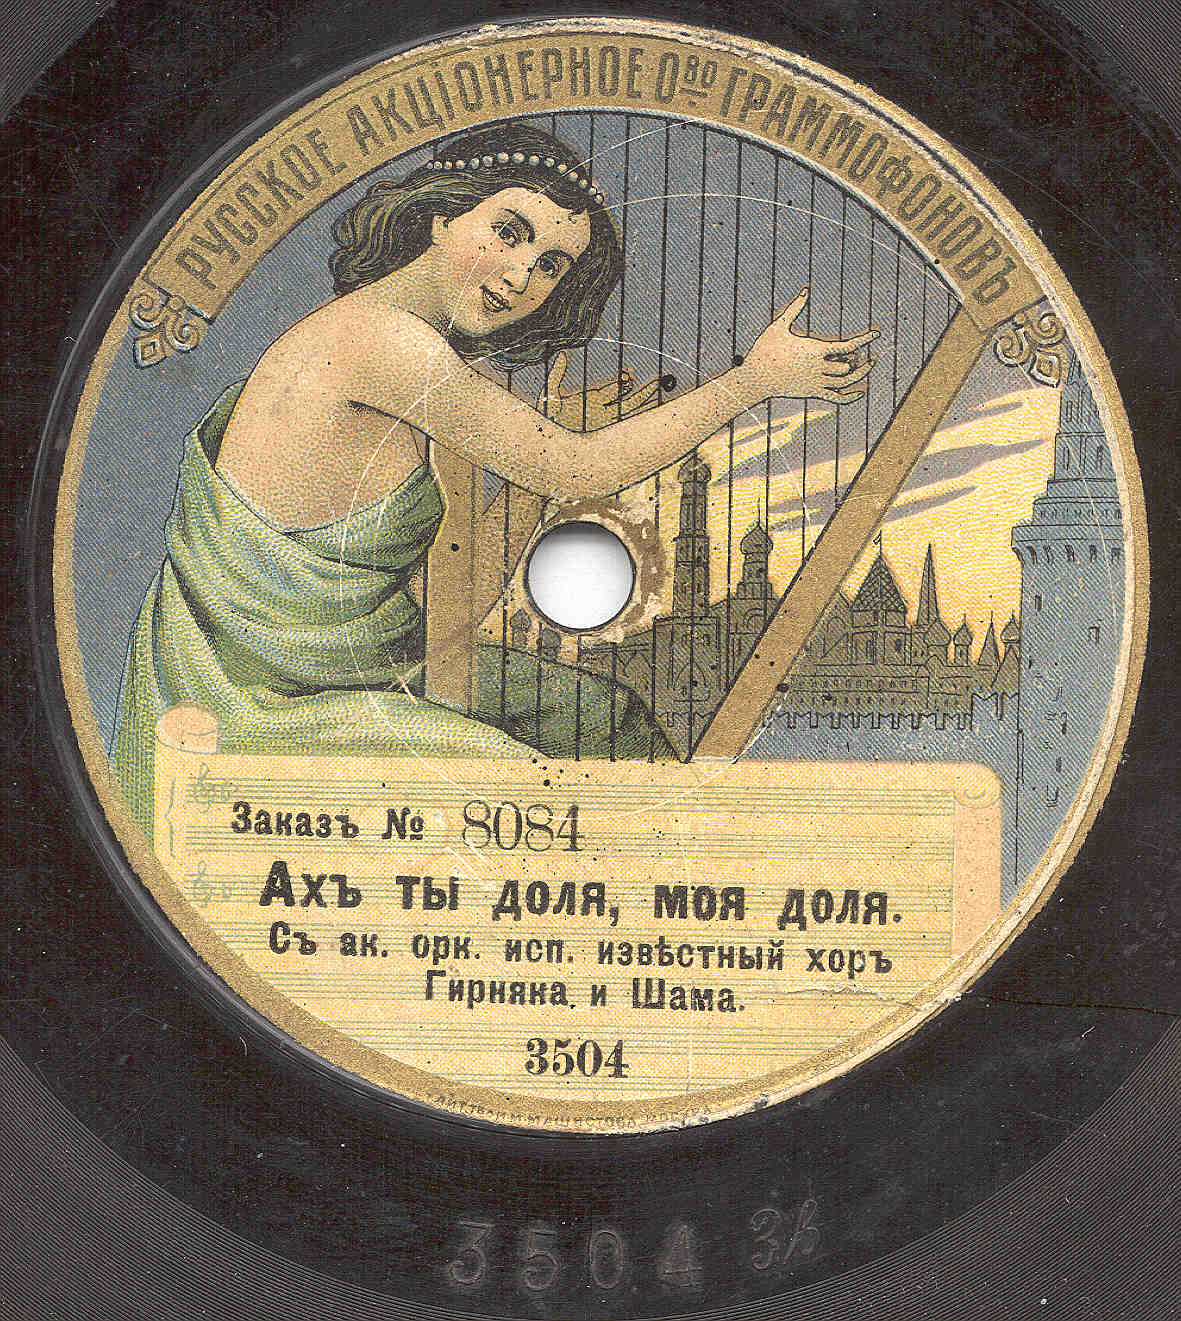 РУССКОЕ АКЦІОНЕРНОЕ О<u>во</u> ГРАММОФОНОВЪ
Заказъ № 8084
Ахъ ты доля, моя доля.
Съ ак. орк. исп. извѣстный хоръ
Гирняка и Шама.
3504
3504 3h